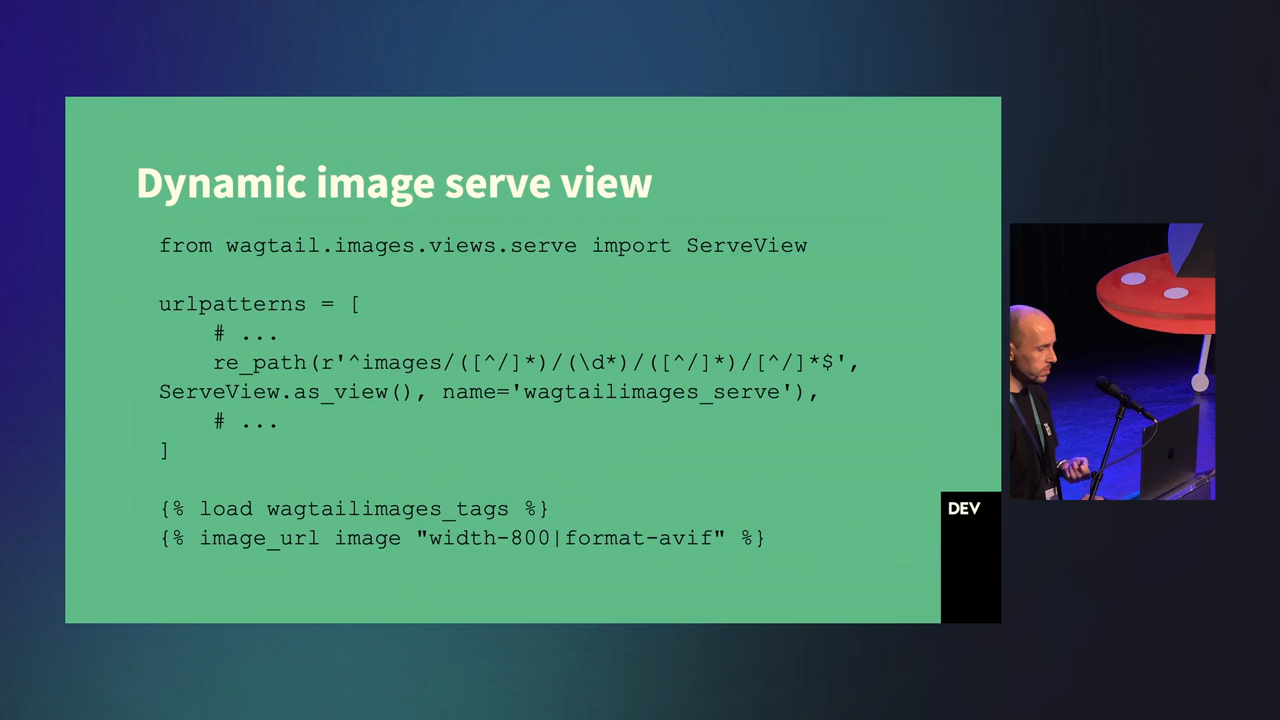 Dynamic image serve view
from wagtail.images.views.serve import ServeView
urlpatterns = [
# ...
re_path(r'^images/([^/]*)/(\d*)/([^/]*)/[^/]*$',
ServeView.as_view(), name='wagtailimages_serve'),
# ...
]
{% load wagtailimages_tags %}
{% image_url image "width-800|format-avif" %}
DEV